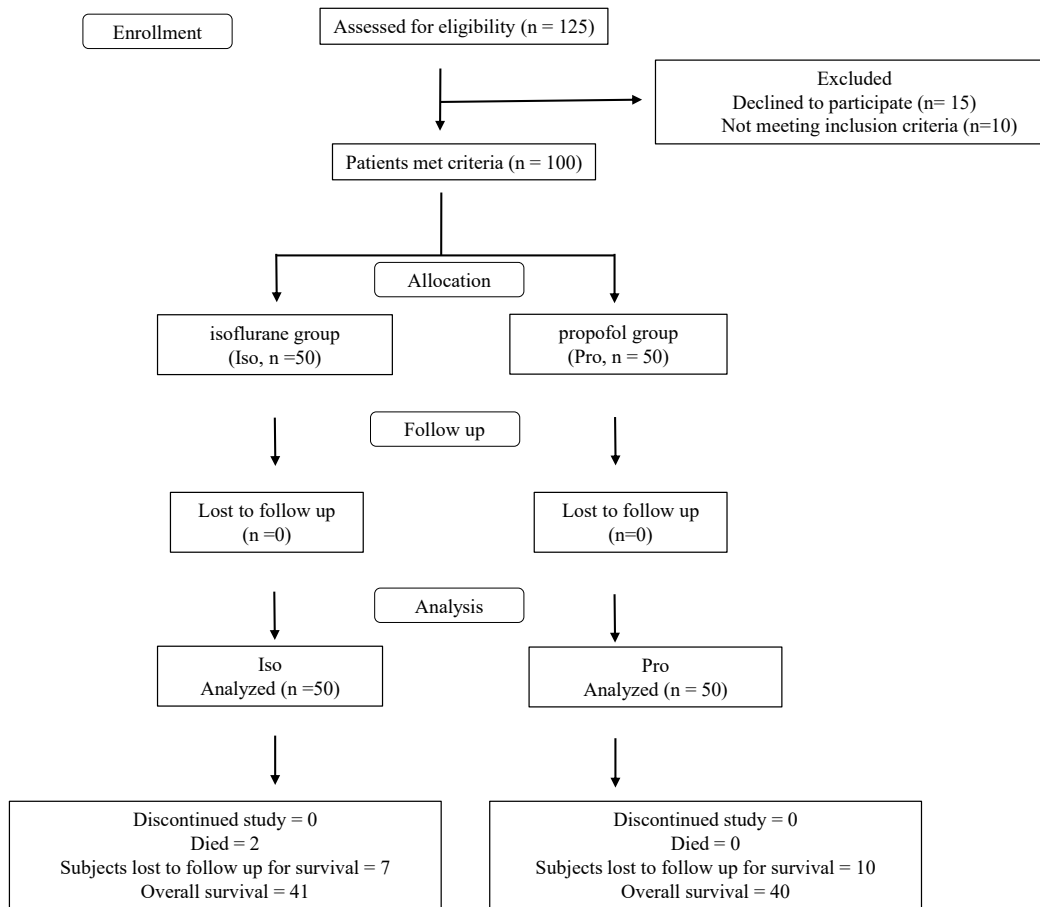 Enrollment
Assessed for eligibility (n = 125)
Excluded
Declined to participate (n= 15)
Not meeting inclusion criteria (n=10)
Patients met criteria (n = 100)
Allocation
isoflurane group
(Iso, n =50)
propofol group
(Pro, n = 50)
Follow up
Lost to follow up
(n =0)
Lost to follow up
(n=0)
Analysis
Iso
Analyzed (n =50)
Pro
Analyzed (n = 50)
Discontinued study = 0
Died = 2
Subjects lost to follow up for survival = 7
Overall survival = 41
Discontinued study = 0
Died = 0
Subjects lost to follow up for survival = 10
Overall survival = 40